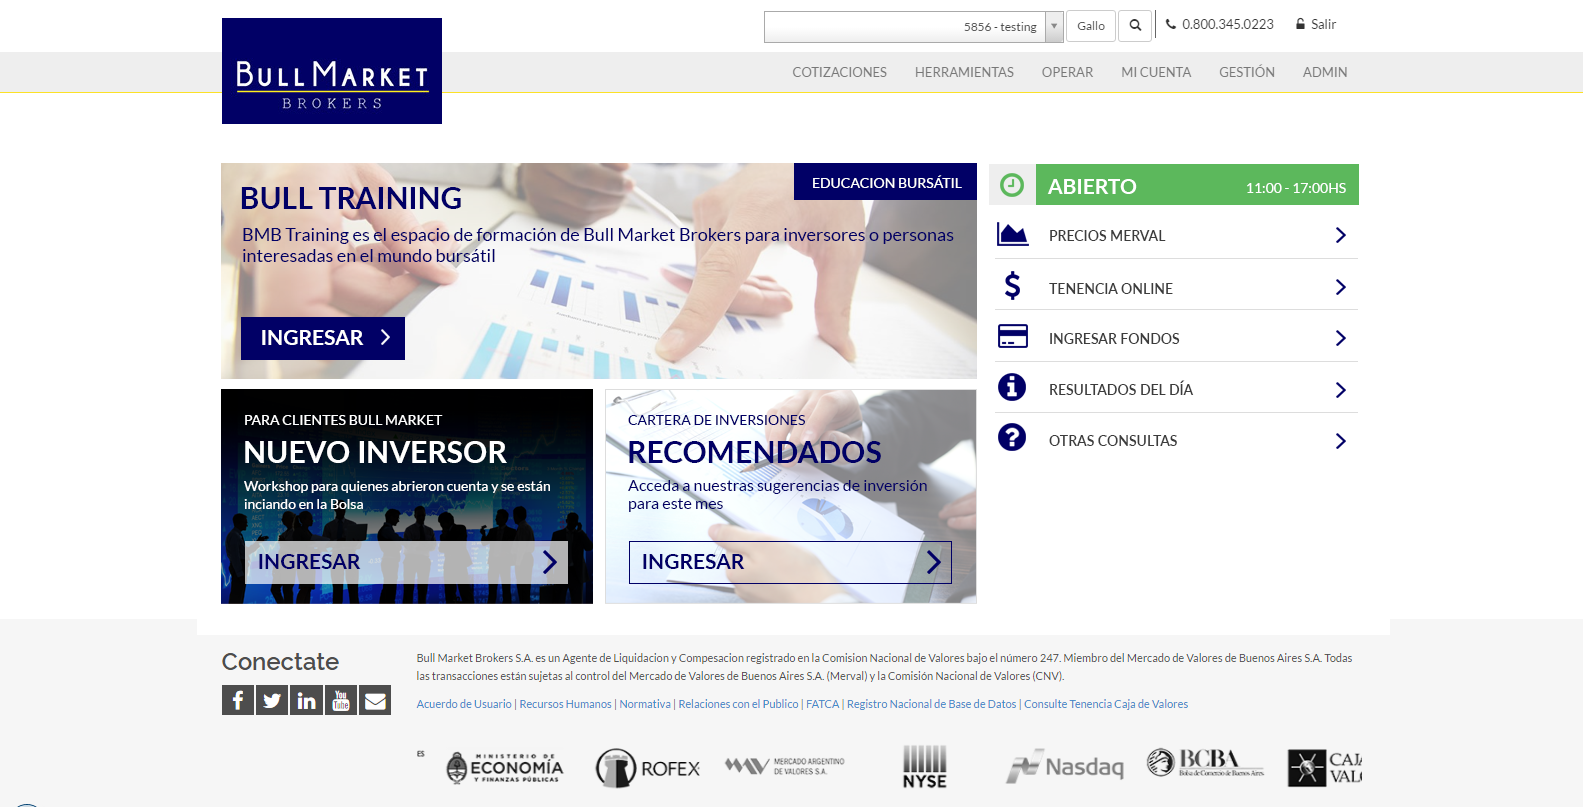 5856 - testing
Gallo
0.800.345.0223
Salir
BULL MARKET
BROKERS
COTIZACIONES
HERRAMIENTAS
OPERAR
MI CUENTA
GESTIÓN
ADMIN
EDUCACION BURSÁTIL
BULL TRAINING
BMB Training es el espacio de formación de Bull Market Brokers para inversores o personas
interesadas en el mundo bursátil
INGRESAR
ABIERTO
11:00 - 17:00HS
PRECIOS MERVAL
TENENCIA ONLINE
INGRESAR FONDOS
RESULTADOS DEL DÍA
OTRAS CONSULTAS
PARA CLIENTES BULL MARKET
NUEVO INVERSOR
Workshop para quienes abrieron cuenta y se están
inciando en la Bolsa
INGRESAR
CARTERA DE INVERSIONES
RECOMENDADOS
Acceda a nuestras sugerencias de inversión
para este mes
INGRESAR
Conectate
You
Tube
Bull Market Brokers S.A. es un Agente de Liquidacion y Compesacion registrado en la Comision Nacional de Valores bajo el número 247. Miembro del Mercado de Valores de Buenos Aires S.A. Todas
las transacciones están sujetas al control del Mercado de Valores de Buenos Aires S.A. (Merval) y la Comisión Nacional de Valores (CNV).
Acuerdo de Usuario | Recursos Humanos | Normativa | Relaciones con el Publico | FATCA | Registro Nacional de Base de Datos | Consulte Tenencia Caja de Valores
ES
MINISTERIO DE
ECONOMÍA
Y FINANZAS PÚBLICAS
ROFEX
MERCADO ARGENTINO
DE VALORES S.A.
NYSE
Nasdaq
BCBA
Bolsa de Comercio de Buenos Aires
CAJ
VALO